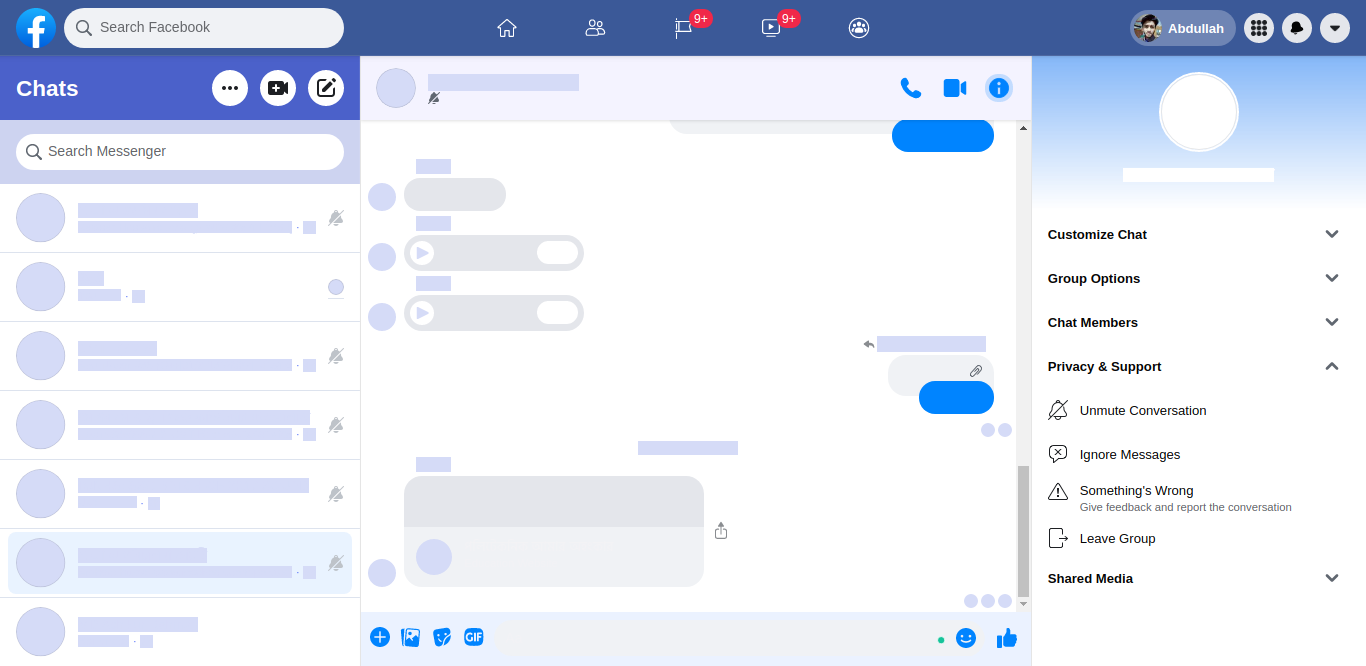 Search Facebook
9+
9+
Abdullah
Chats
Search Messenger
Customize Chat
Group Options
Chat Members
Privacy & Support
Unmute Conversation
Ignore Messages
Something's Wrong
Give feedback and report the conversation
Leave Group
Shared Media
GIF